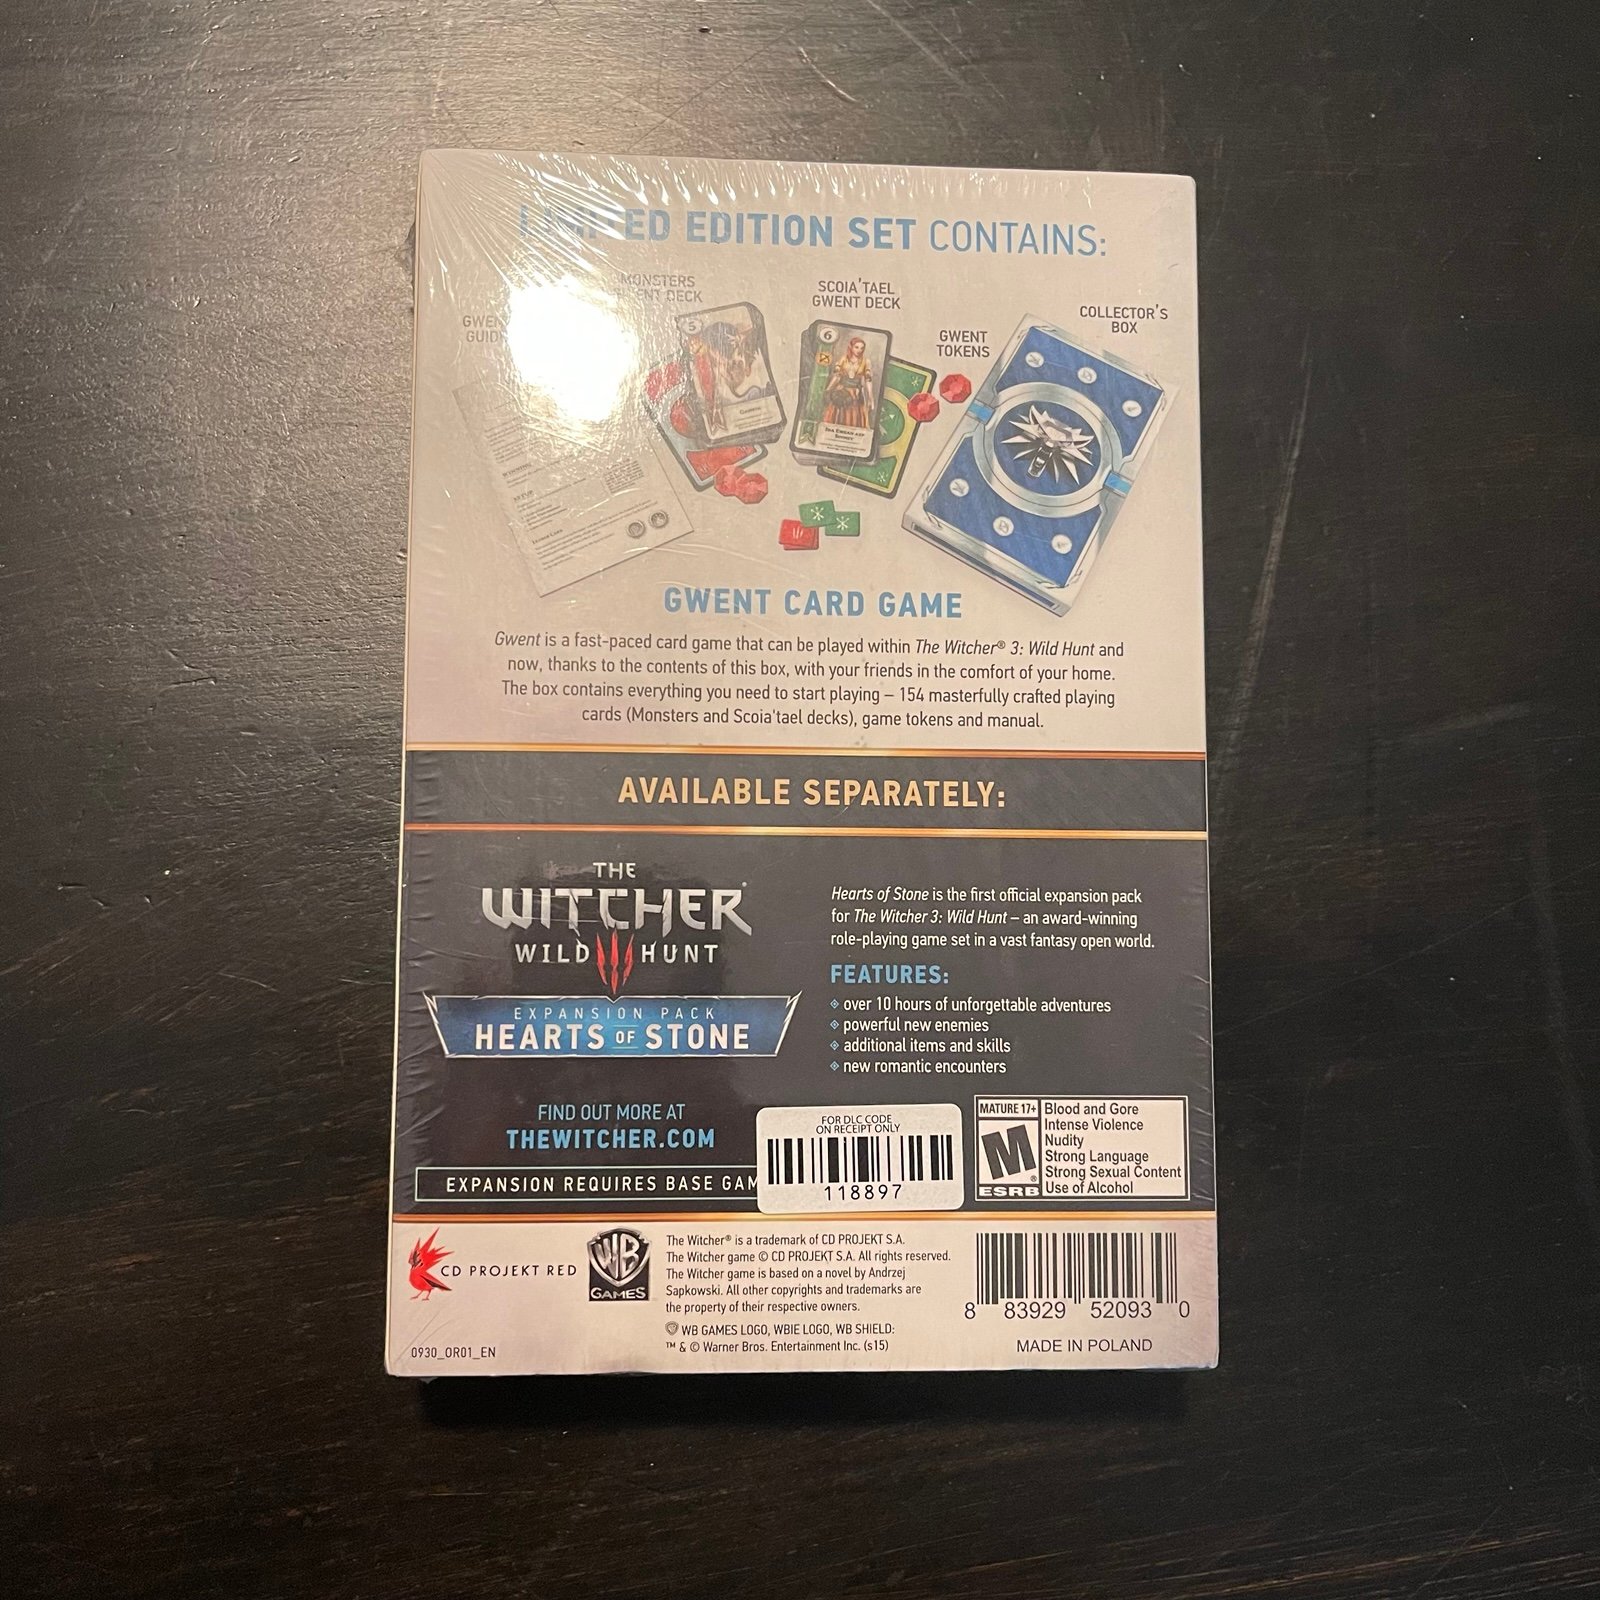 LIMITED EDITION SET CONTAINS:
MONSTERS
GWENT DECK
SCOIA'TAEL
GWENT DECK
COLLECTOR'S
BOX
GWENT
GUIDE
GWENT
TOKENS
5
6
GWENT CARD GAME
Gwent is a fast-paced card game that can be played within The Witcher® 3: Wild Hunt and
now, thanks to the contents of this box, with your friends in the comfort of your home.
The box contains everything you need to start playing – 154 masterfully crafted playing
cards (Monsters and Scoia'tael decks), game tokens and manual.
AVAILABLE SEPARATELY:
THE
WITCHER
WILD HUNT
EXPANSION PACK
HEARTS OF STONE
Hearts of Stone is the first official expansion pack
for The Witcher 3: Wild Hunt – an award-winning
role-playing game set in a vast fantasy open world.
FEATURES:
over 10 hours of unforgettable adventures
powerful new enemies
additional items and skills
new romantic encounters
FIND OUT MORE AT
THEWITCHER.COM
EXPANSION REQUIRES BASE GAM
FOR DLC CODE
ON RECEIPT ONLY
118897
MATURE 17+
M
ESRB
Blood and Gore
Intense Violence
Nudity
Strong Language
Strong Sexual Content
Use of Alcohol
CD PROJEKT RED
WB
GAMES
The Witcher® is a trademark of CD PROJEKT S.A.
The Witcher game © CD PROJEKT S.A. All rights reserved.
The Witcher game is based on a novel by Andrzej
Sapkowski. All other copyrights and trademarks are
the property of their respective owners.
WB GAMES LOGO, WBIE LOGO, WB SHIELD:
™ & © Warner Bros. Entertainment Inc. (s15)
8 83929 52093 0
MADE IN POLAND
0930_OR01_EN